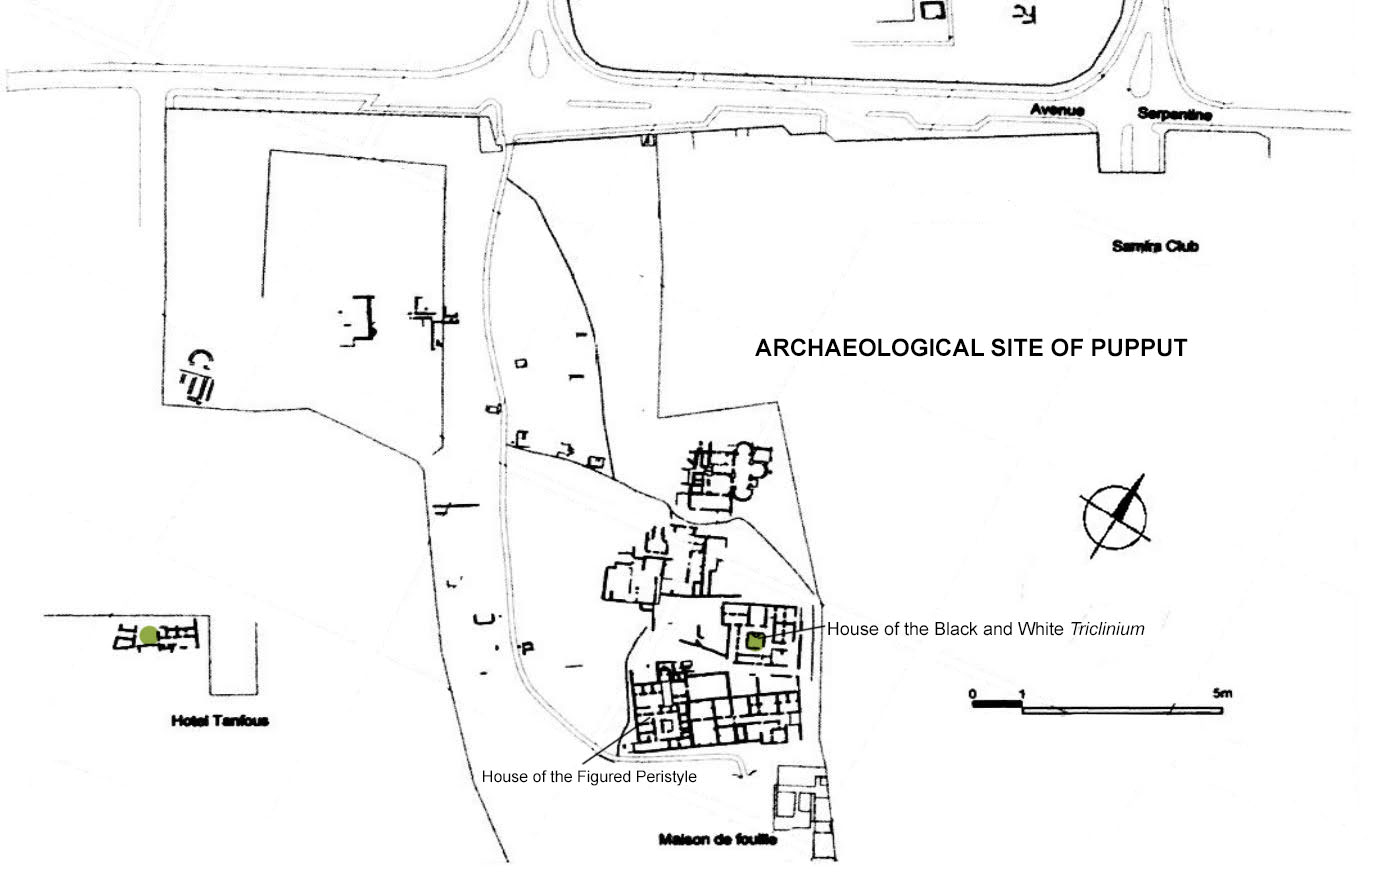 Avenue Serpentine
Samira Club
ARCHAEOLOGICAL SITE OF PUPPUT
House of the Black and White Triclinium
0 1 5m
Hotel Tanfous
House of the Figured Peristyle
Maison de fouille